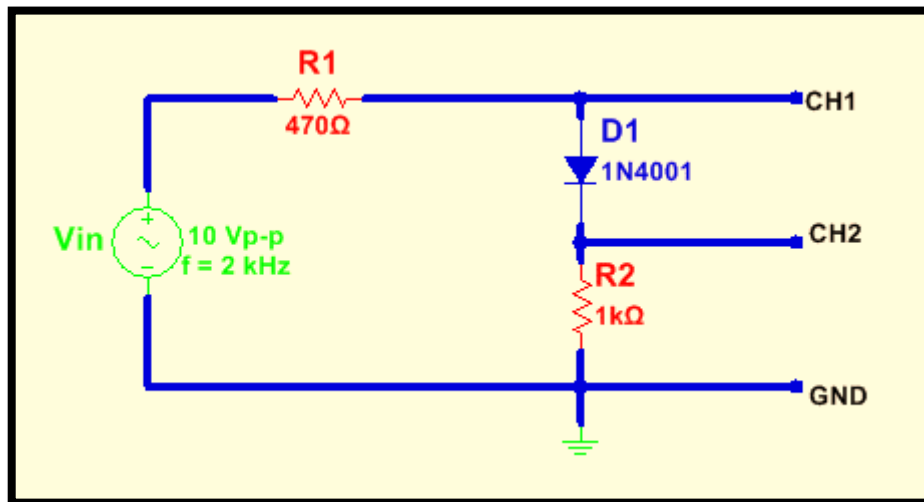 R1
470Ω
CH1
D1
1N4001
Vin
10 Vp-p
f = 2 kHz
CH2
R2
1kΩ
GND